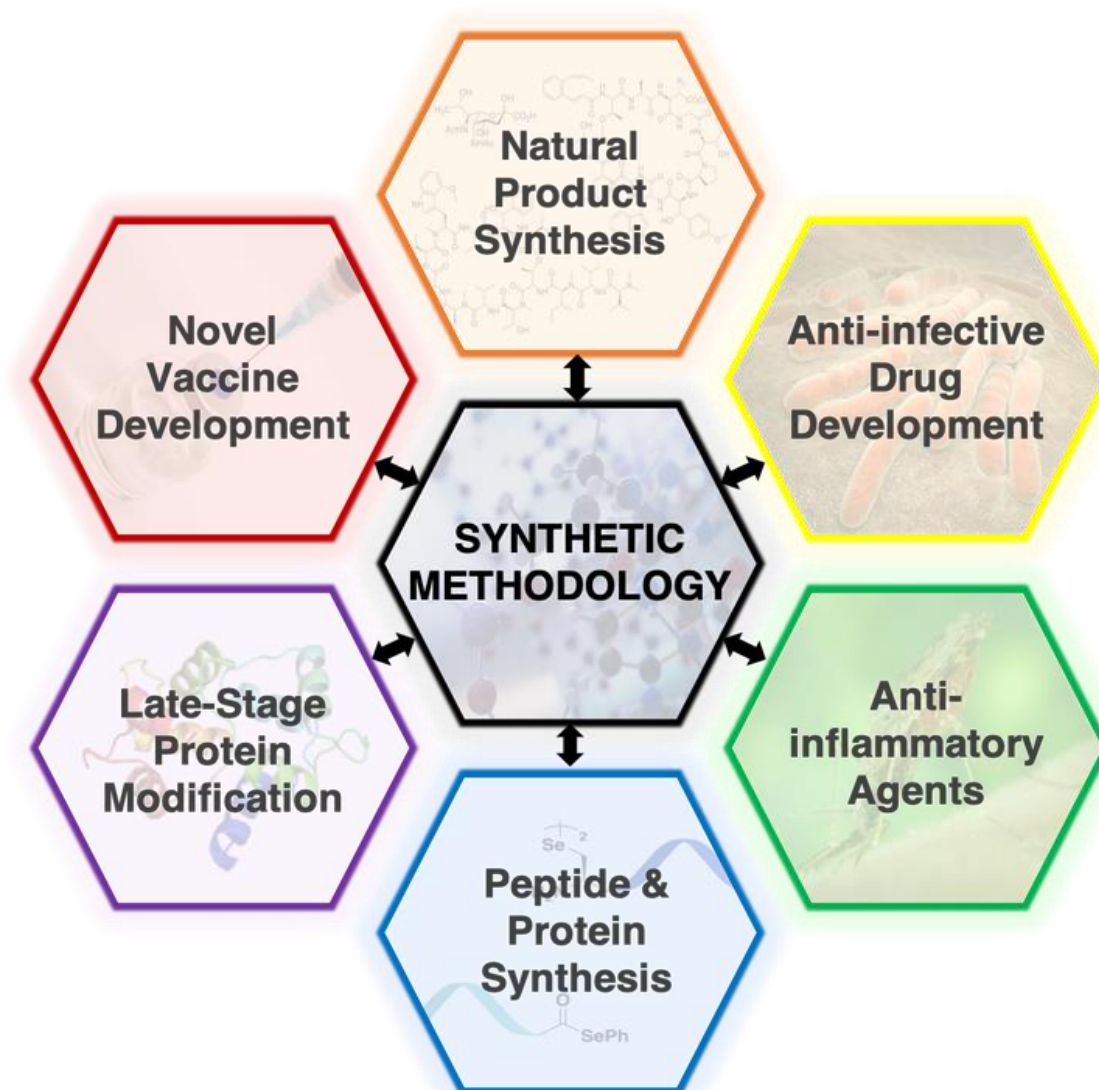 Natural
Product
Synthesis
Novel
Vaccine
Development
Anti-infective
Drug
Development
SYNTHETIC
METHODOLOGY
Late-Stage
Protein
Modification
Anti-
inflammatory
Agents
Peptide &
Protein
Synthesis
Se
2
O
SePh